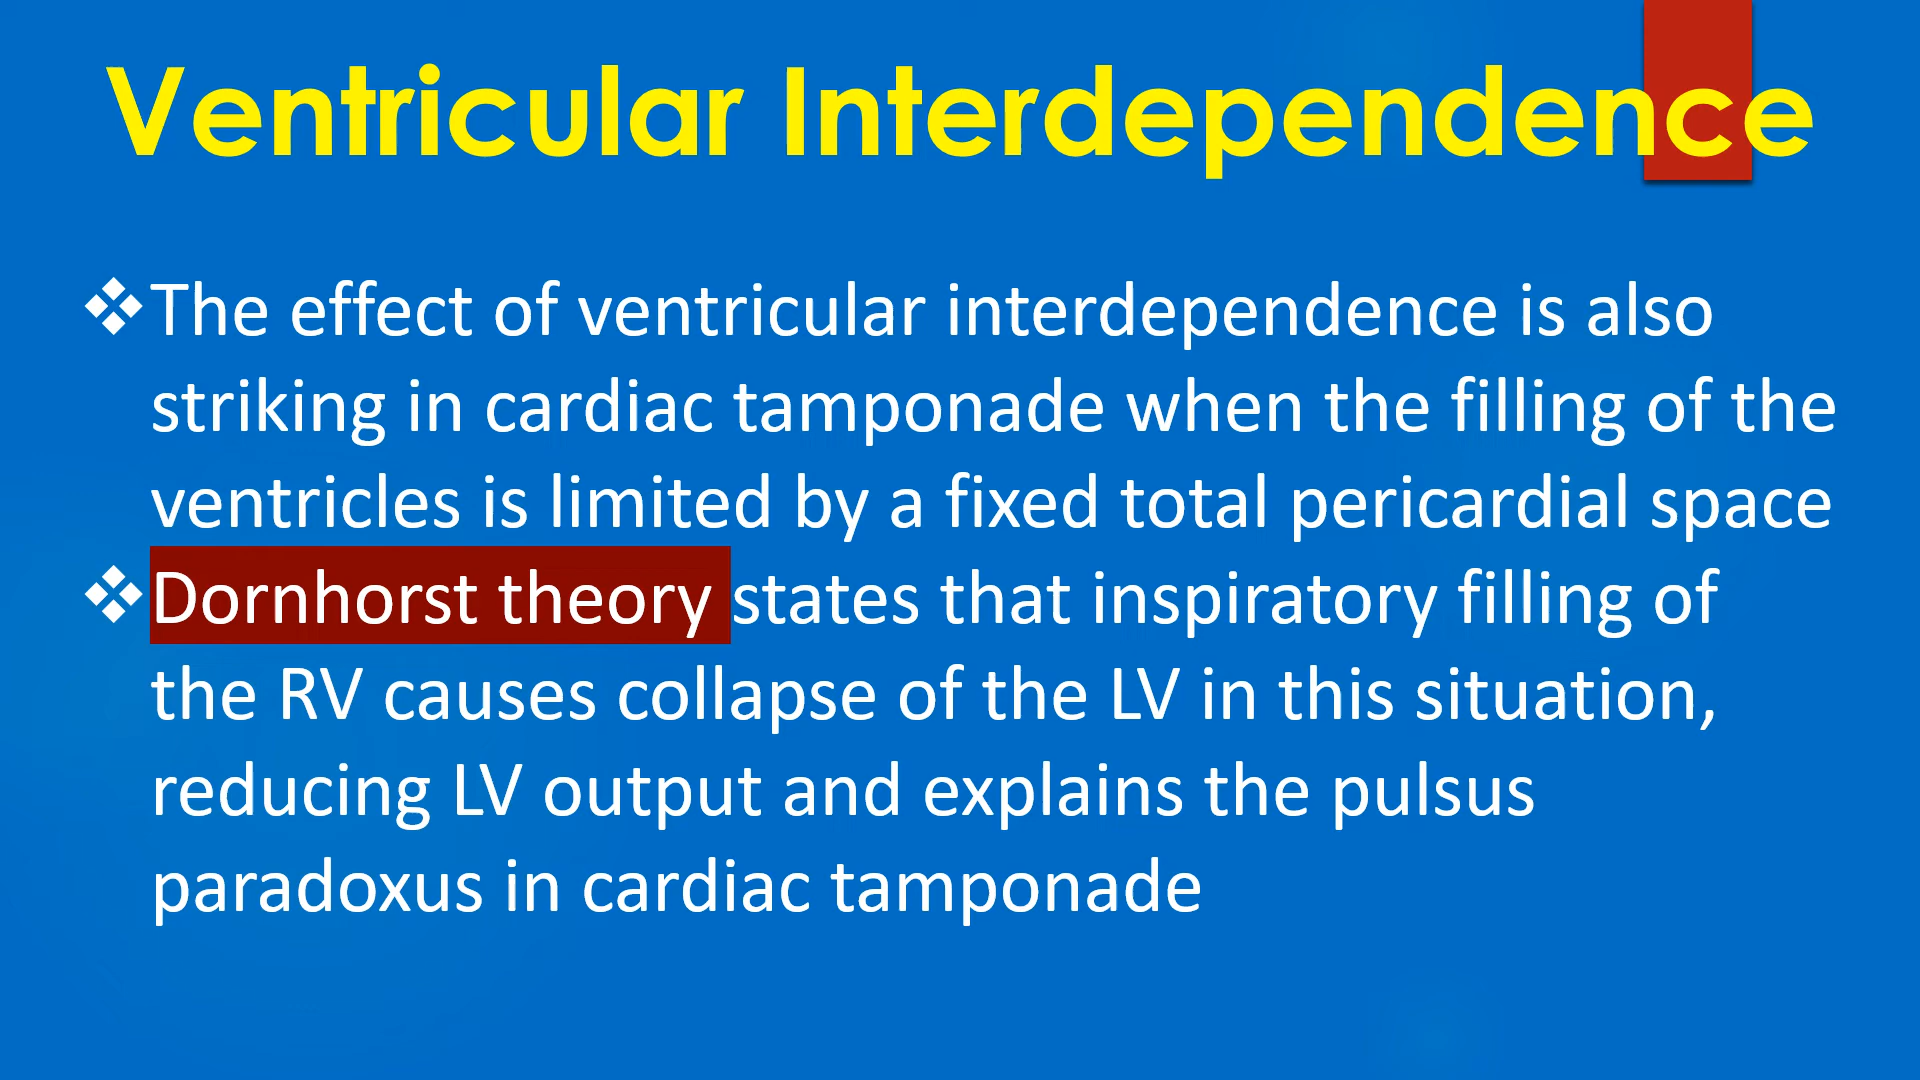 Ventricular Interdependence
❖The effect of ventricular interdependence is also
striking in cardiac tamponade when the filling of the
ventricles is limited by a fixed total pericardial space
❖Dornhorst theory states that inspiratory filling of
the RV causes collapse of the LV in this situation,
reducing LV output and explains the pulsus
paradoxus in cardiac tamponade